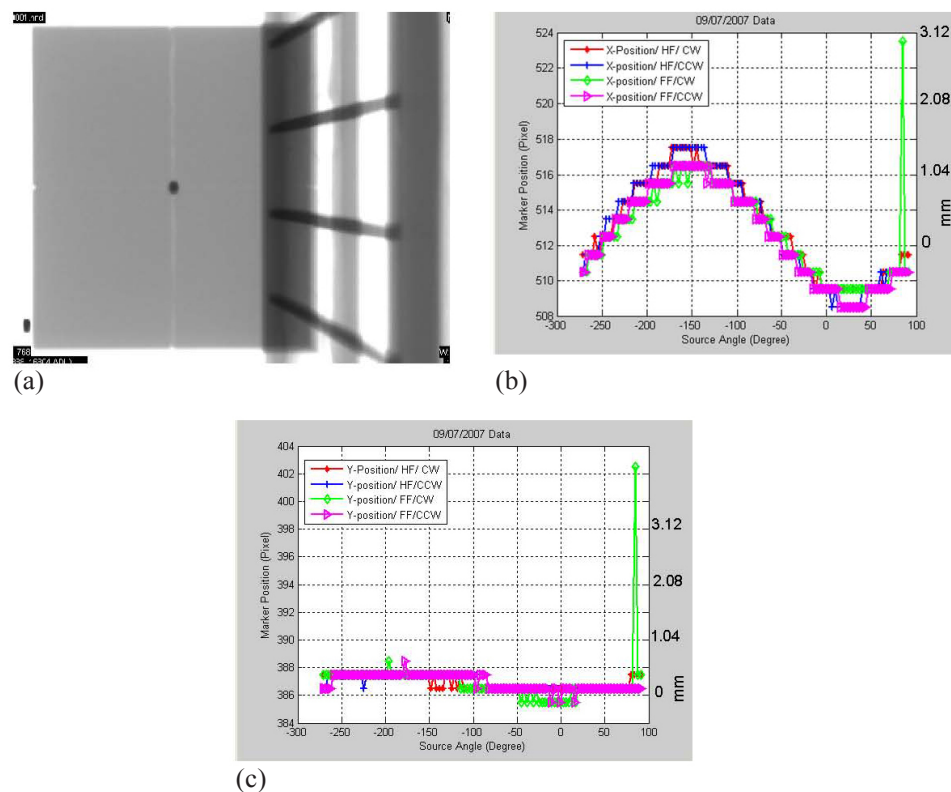 001.hrd
768
(a)
09/07/2007 Data
524
522
520
518
516
514
512
510
508
Marker Position (Pixel)
X-Position/ HF/ CW
X-position/ HF/CCW
X-position/ FF/CW
X-position/ FF/CCW
3.12
2.08
1.04
0
mm
-300 -250 -200 -150 -100 -50 0 50 100
Source Angle (Degree)
(b)
09/07/2007 Data
404
402
400
398
396
394
392
390
388
386
384
Marker Position (Pixel)
Y-Position/ HF/ CW
Y-position/ HF/CCW
Y-position/ FF/CW
Y-position/ FF/CCW
3.12
2.08
1.04
0
mm
-300 -250 -200 -150 -100 -50 0 50 100
Source Angle (Degree)
(c)